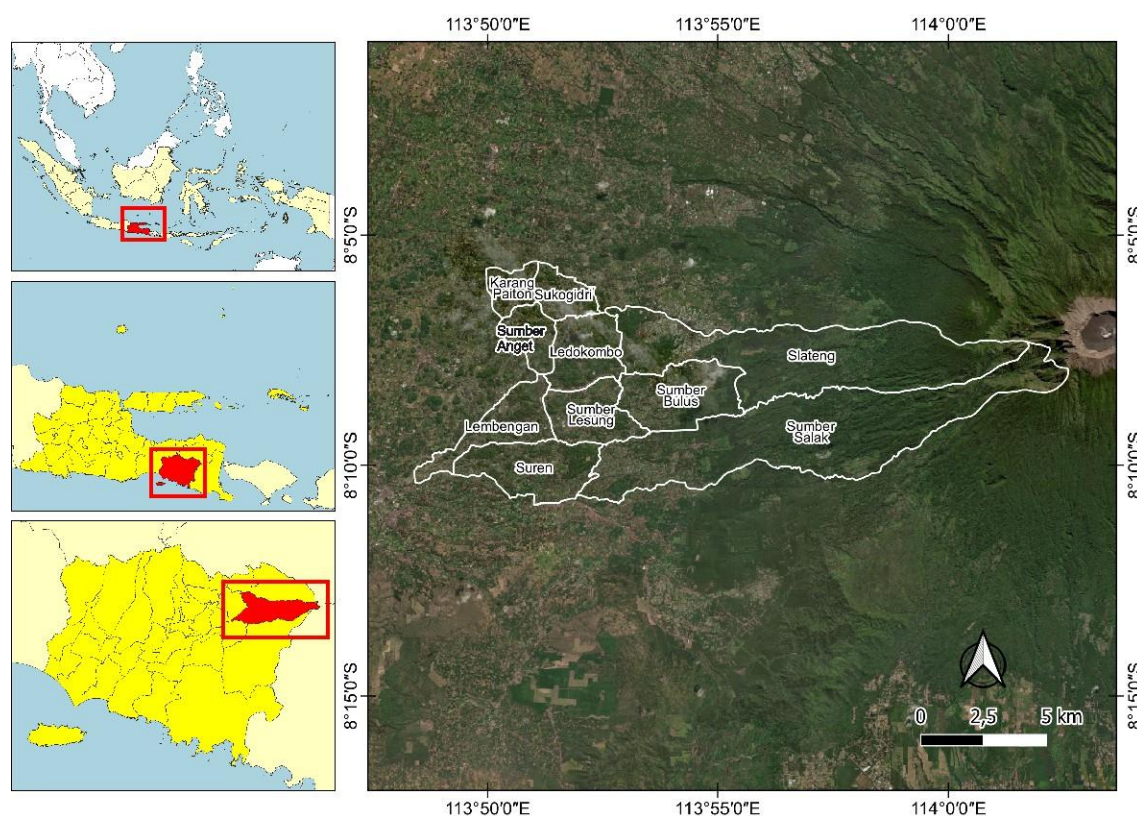 113°50'0"E 113°55'0"E 114°0'0"E
8°5'0"S 8°5'0"S
Karang
Paiton Sukogidri
Sumber
Anget
Ledokombo
Slateng
Sumber
Bulus
Sumber
Lesung
Lembengan
Sumber
Salak
Suren
8°10'0"S 8°10'0"S
8°15'0"S 8°15'0"S
0 2,5 5 km
113°50'0"E 113°55'0"E 114°0'0"E